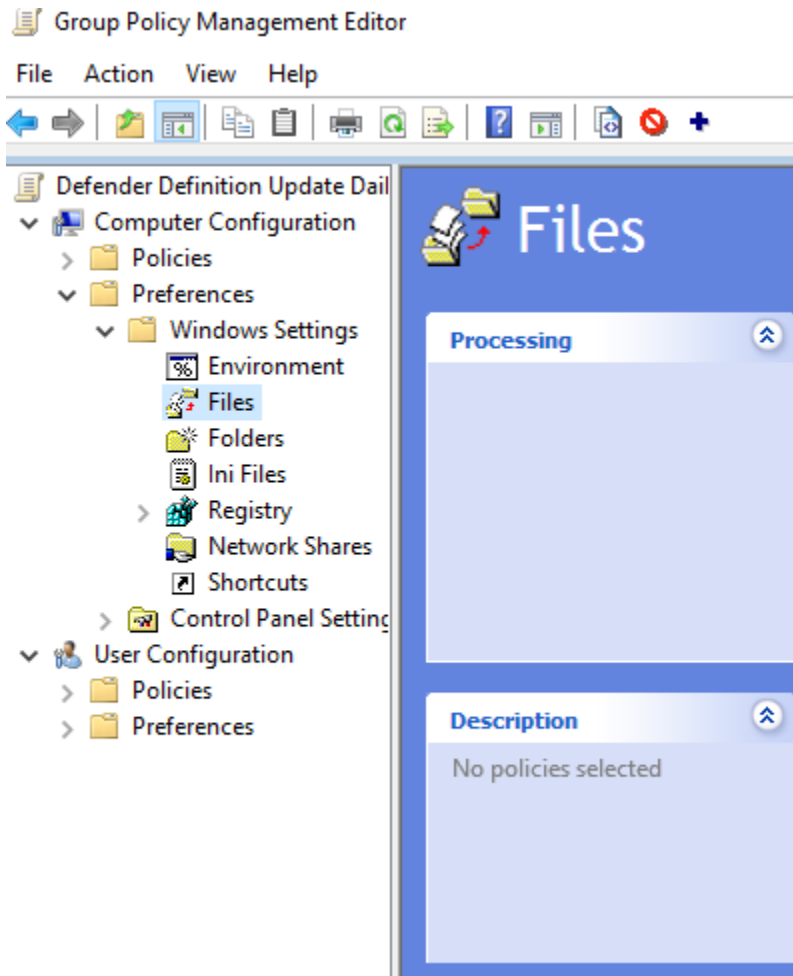 Group Policy Management Editor
File Action View Help
Defender Definition Update Dail
Computer Configuration
Policies
Preferences
Windows Settings
Environment
Files
Folders
Ini Files
Registry
Network Shares
Shortcuts
Control Panel Setting
User Configuration
Policies
Preferences
Files
Processing
Description
No policies selected